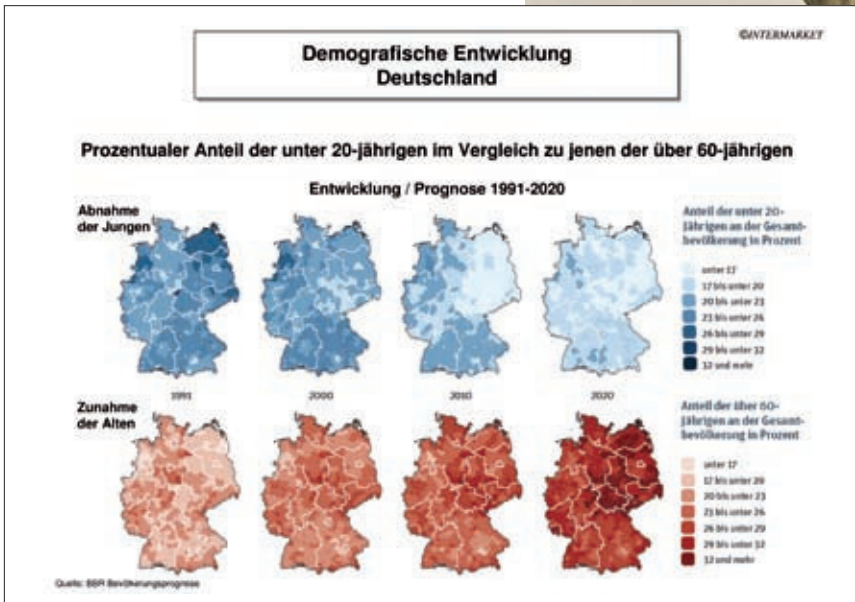 ©INTERMARKET
Demografische Entwicklung
Deutschland
Prozentualer Anteil der unter 20-jährigen im Vergleich zu jenen der über 60-jährigen
Entwicklung / Prognose 1991-2020
Abnahme
der Jungen
Anteil der unter 20-
Jährigen an der Gesamt-
bevölkerung in Prozent
unter 17
17 bis unter 20
20 bis unter 23
23 bis unter 26
26 bis unter 29
29 bis unter 32
32 und mehr
1991
2000
2010
2020
Zunahme
der Alten
Anteil der über 60-
Jährigen an der Gesamt-
bevölkerung in Prozent
unter 17
17 bis unter 20
20 bis unter 23
23 bis unter 26
26 bis unter 29
29 bis unter 32
32 und mehr
Quelle: BBR Bevölkerungsprognose